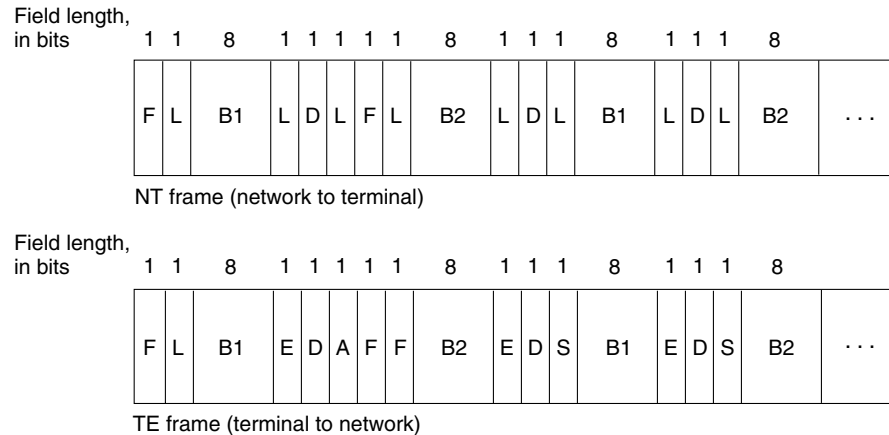 Field length,
in bits 1 1 8 1 1 1 1 1 8 1 1 1 8 1 1 1 8
F L B1 L D L F L B2 L D L B1 L D L B2 . . .
NT frame (network to terminal)
Field length,
in bits 1 1 8 1 1 1 1 1 8 1 1 1 8 1 1 1 8
F L B1 E D A F F B2 E D S B1 E D S B2 . . .
TE frame (terminal to network)